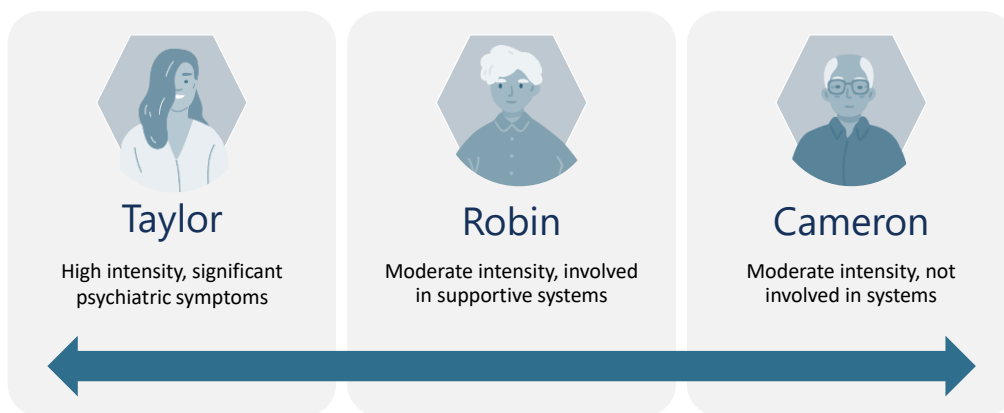 Taylor
High intensity, significant
psychiatric symptoms
Robin
Moderate intensity, involved
in supportive systems
Cameron
Moderate intensity, not
involved in systems